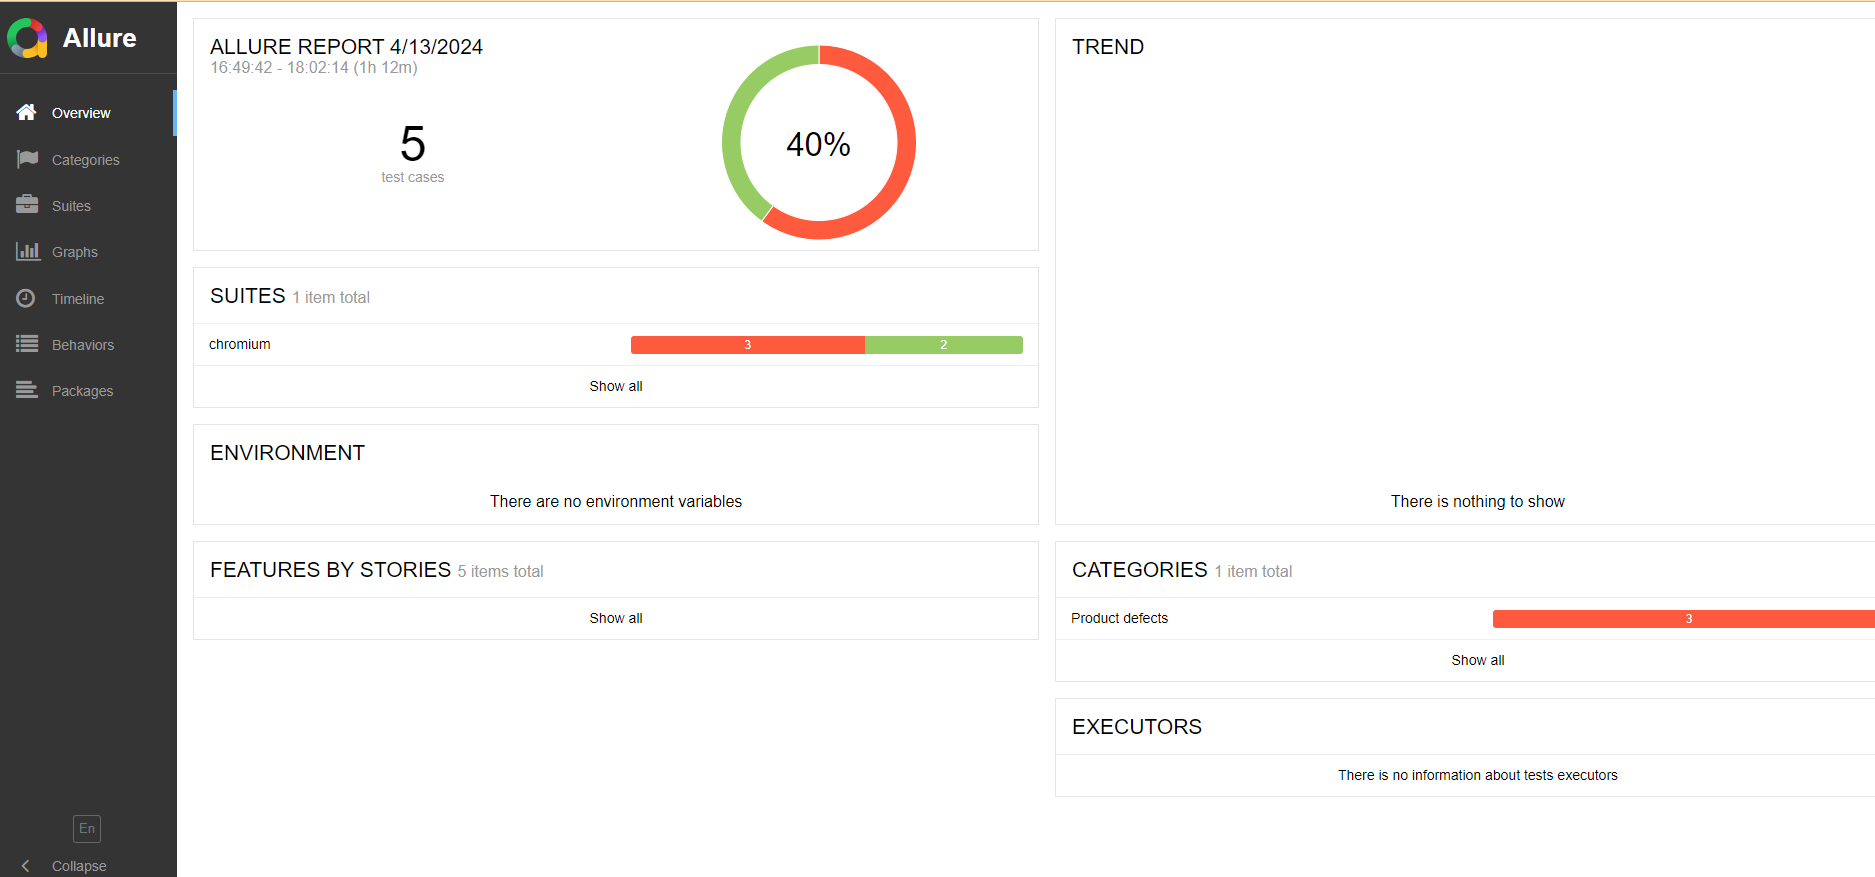 Allure
Overview
Categories
Suites
Graphs
Timeline
Behaviors
Packages
En
Collapse
ALLURE REPORT 4/13/2024
16:49:42 - 18:02:14 (1h 12m)
5
test cases
40%
SUITES 1 item total
chromium 3 2
Show all
ENVIRONMENT
There are no environment variables
FEATURES BY STORIES 5 items total
Show all
TREND
There is nothing to show
CATEGORIES 1 item total
Product defects 3
Show all
EXECUTORS
There is no information about tests executors